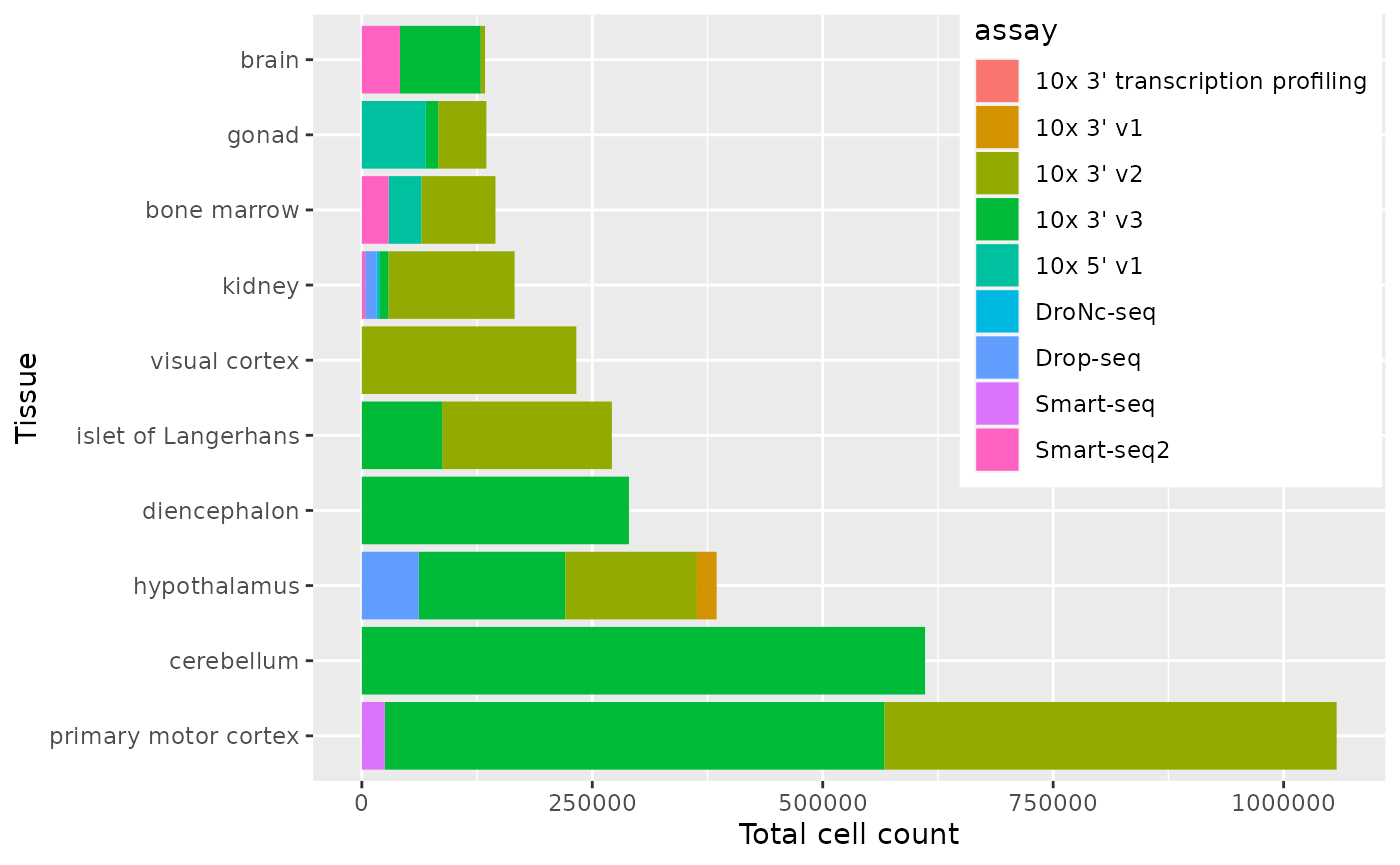 assay
10x 3' transcription profiling
10x 3' v1
10x 3' v2
10x 3' v3
10x 5' v1
DroNc-seq
Drop-seq
Smart-seq
Smart-seq2
Tissue
brain
gonad
bone marrow
kidney
visual cortex
islet of Langerhans
diencephalon
hypothalamus
cerebellum
primary motor cortex
0 250000 500000 750000 1000000
Total cell count